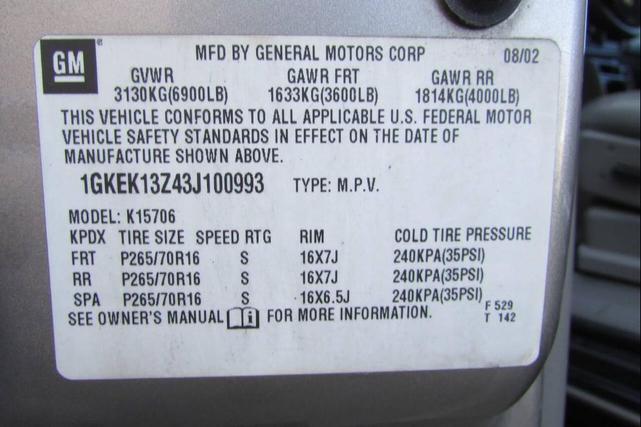 GM ® MFD BY GENERAL MOTORS CORP 08/02
GVWR GAWR FRT GAWR RR
3130KG(6900LB) 1633KG(3600LB) 1814KG(4000LB)
THIS VEHICLE CONFORMS TO ALL APPLICABLE U.S. FEDERAL MOTOR
VEHICLE SAFETY STANDARDS IN EFFECT ON THE DATE OF
MANUFACTURE SHOWN ABOVE.
1GKEK13Z43J100993 TYPE: M.P.V.
MODEL: K15706
KPDX TIRE SIZE SPEED RTG RIM COLD TIRE PRESSURE
FRT P265/70R16 S 16X7J 240KPA(35PSI)
RR P265/70R16 S 16X7J 240KPA(35PSI)
SPA P265/70R16 S 16X6.5J 240KPA(35PSI)
SEE OWNER'S MANUAL i FOR MORE INFORMATION.
F 529
T 142